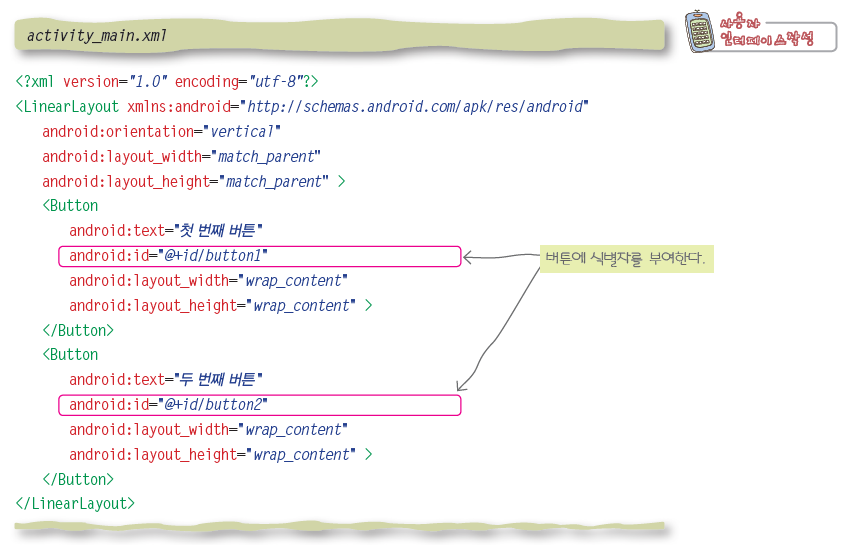 activity_main.xml
사용자
인터페이스작성
<?xml version="1.0" encoding="utf-8"?>
<LinearLayout xmlns:android="http://schemas.android.com/apk/res/android"
android:orientation="vertical"
android:layout_width="match_parent"
android:layout_height="match_parent" >
<Button
android:text="첫 번째 버튼"
android:id="@+id/button1"
버튼에 식별자를 부여한다.
android:layout_width="wrap_content"
android:layout_height="wrap_content" >
</Button>
<Button
android:text="두 번째 버튼"
android:id="@+id/button2"
android:layout_width="wrap_content"
android:layout_height="wrap_content" >
</Button>
</LinearLayout>